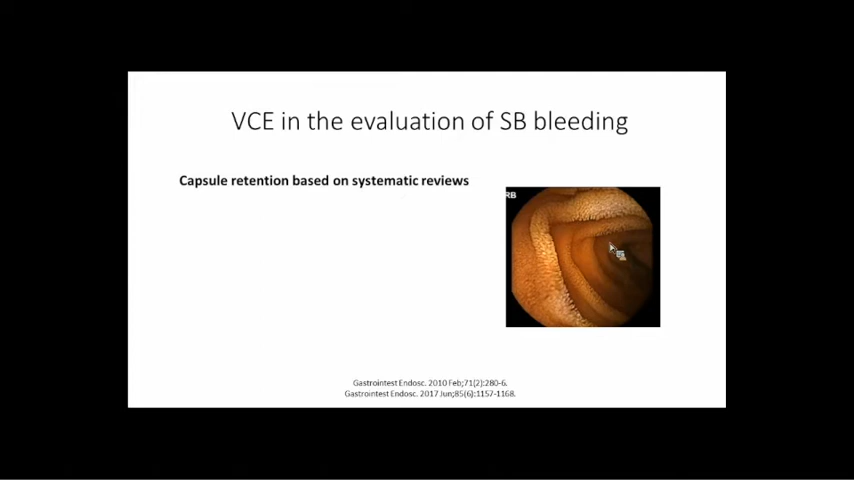 VCE in the evaluation of SB bleeding
Capsule retention based on systematic reviews
RB
Gastrointest Endosc. 2010 Feb;71(2):280-6.
Gastrointest Endosc. 2017 Jun;85(6):1157-1168.